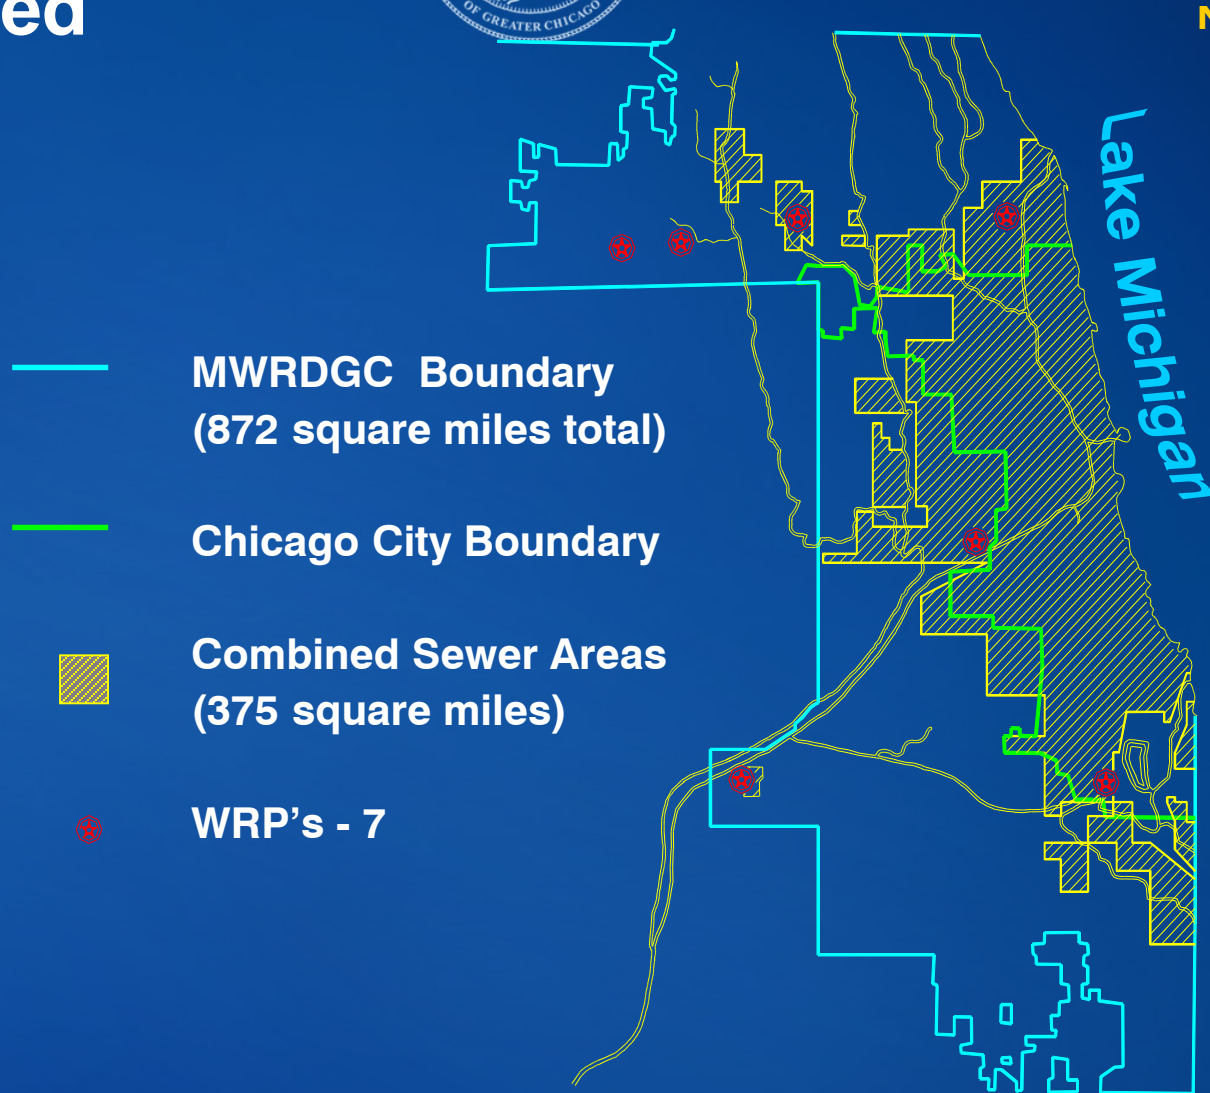 ed
OF GREATER CHICAGO
N
Lake Michigan
MWRDGC Boundary
(872 square miles total)
Chicago City Boundary
Combined Sewer Areas
(375 square miles)
WRP’s - 7